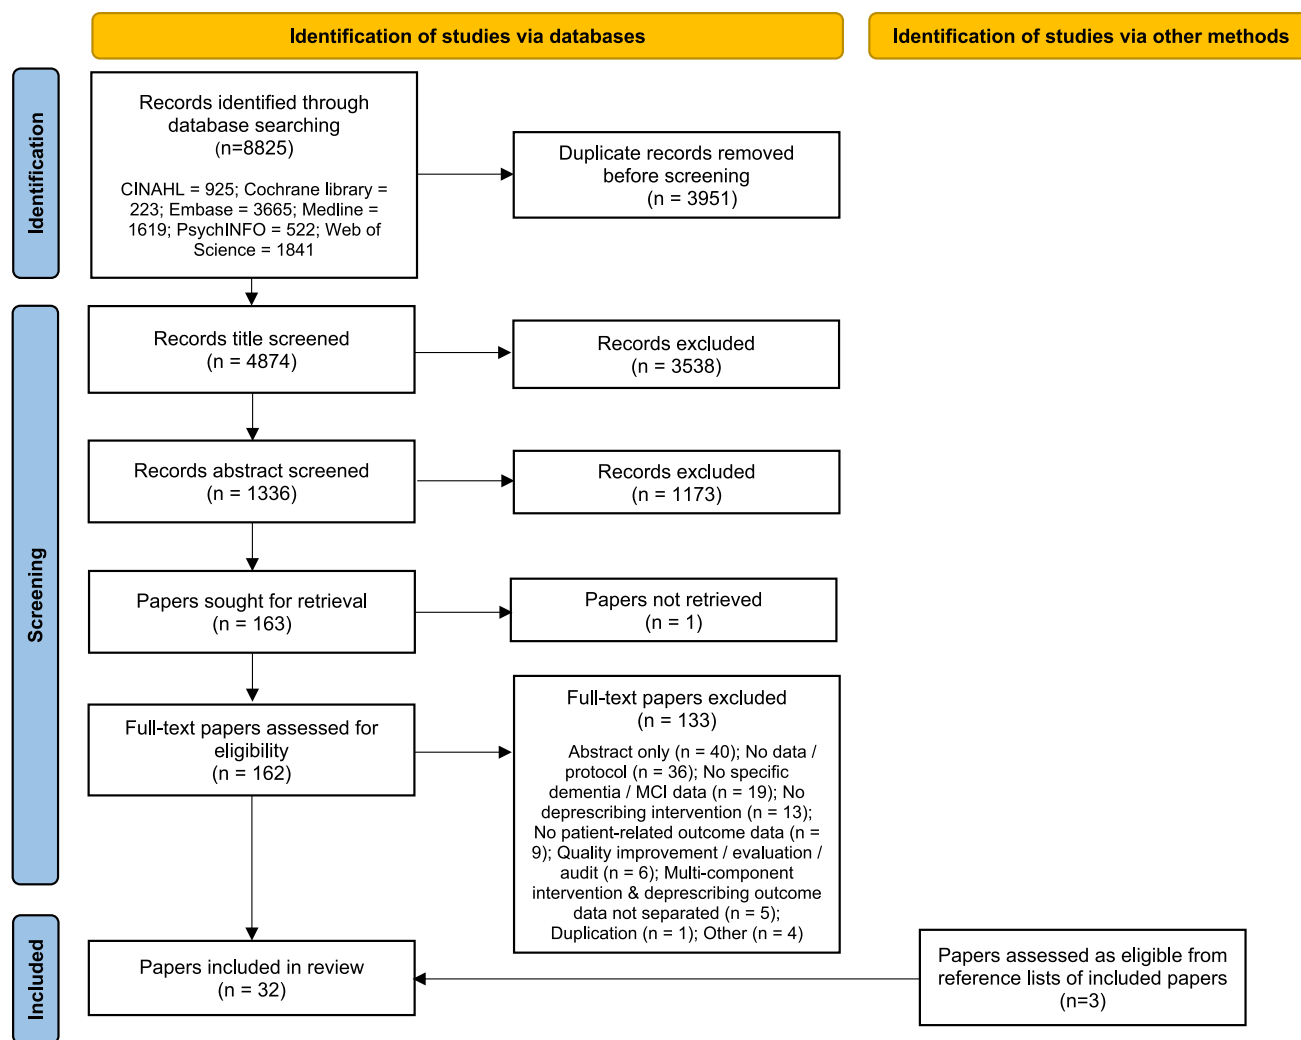 Identification of studies via databases
Identification of studies via other methods
Identification
Records identified through
database searching
(n=8825)
CINAHL = 925; Cochrane library =
223; Embase = 3665; Medline =
1619; PsychINFO = 522; Web of
Science = 1841
Duplicate records removed
before screening
(n = 3951)
Screening
Records title screened
(n = 4874)
Records excluded
(n = 3538)
Records abstract screened
(n = 1336)
Records excluded
(n = 1173)
Papers sought for retrieval
(n = 163)
Papers not retrieved
(n = 1)
Full-text papers assessed for
eligibility
(n = 162)
Full-text papers excluded
(n = 133)
Abstract only (n = 40); No data /
protocol (n = 36); No specific
dementia / MCI data (n = 19); No
deprescribing intervention (n = 13);
No patient-related outcome data (n =
9); Quality improvement / evaluation /
audit (n = 6); Multi-component
intervention & deprescribing outcome
data not separated (n = 5);
Duplication (n = 1); Other (n = 4)
Included
Papers included in review
(n = 32)
Papers assessed as eligible from
reference lists of included papers
(n=3)